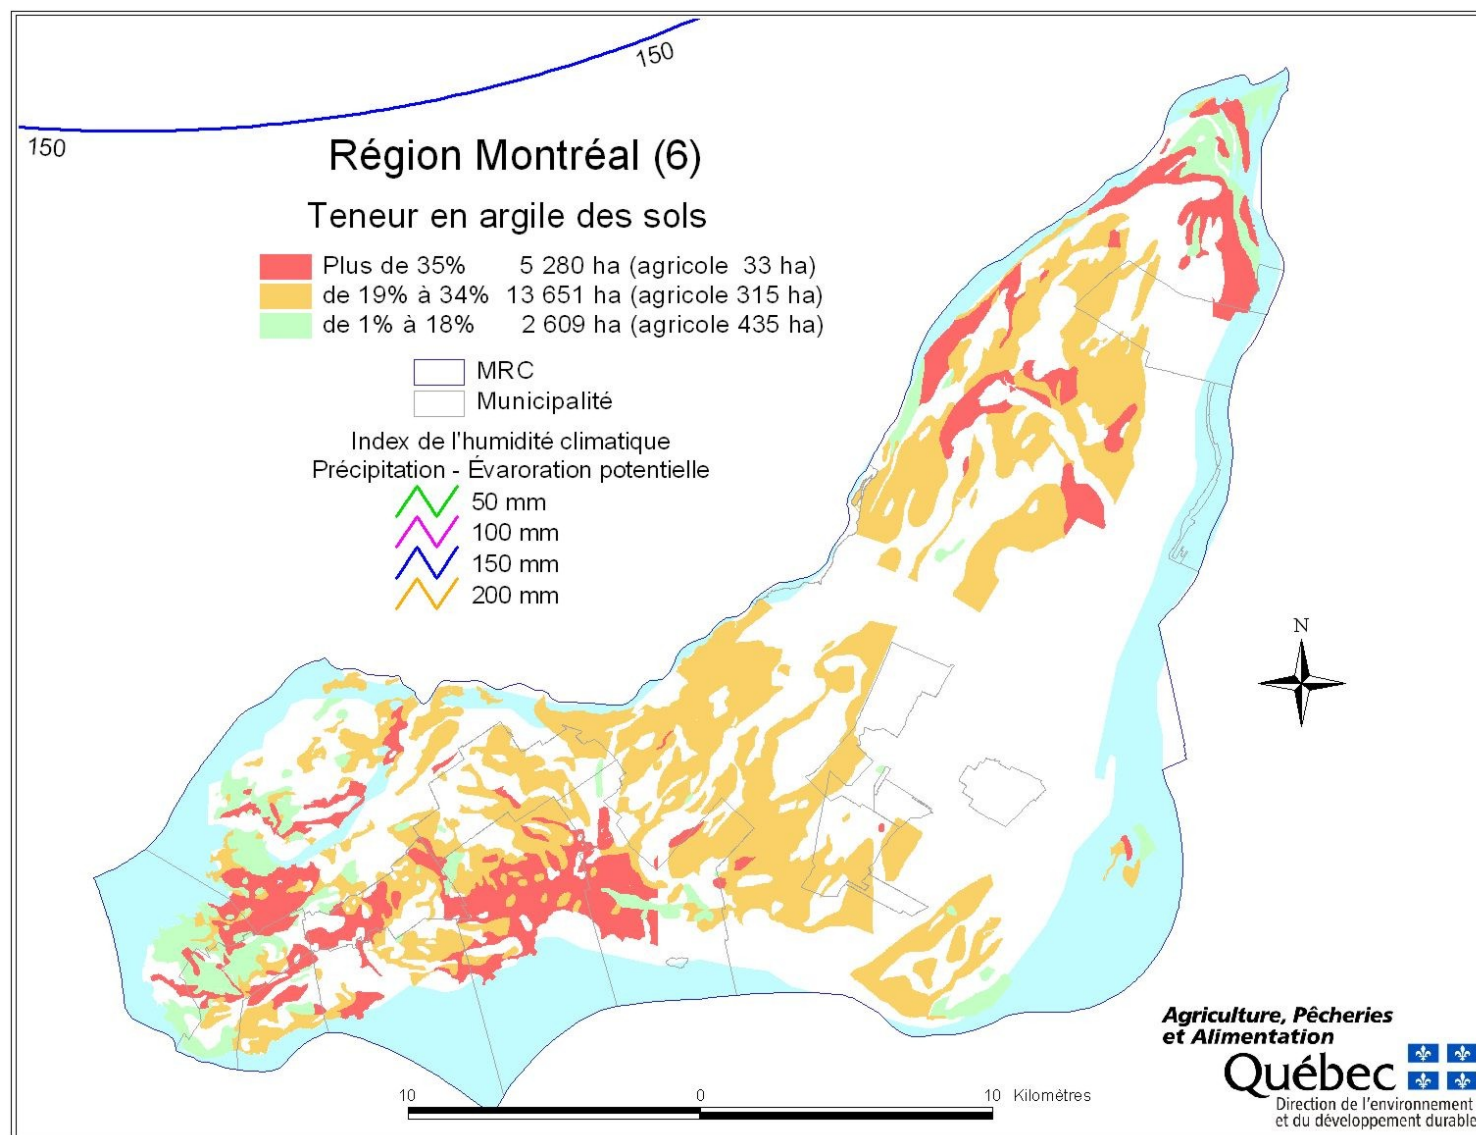 150
150
Région Montréal (6)
Teneur en argile des sols
Plus de 35% 5 280 ha (agricole 33 ha)
de 19% à 34% 13 651 ha (agricole 315 ha)
de 1% à 18% 2 609 ha (agricole 435 ha)
MRC
Municipalité
Index de l'humidité climatique
Précipitation - Évaroration potentielle
50 mm
100 mm
150 mm
200 mm
N
10 0 10 Kilomètres
Agriculture, Pêcheries
et Alimentation
Québec
Direction de l'environnement
et du développement durable